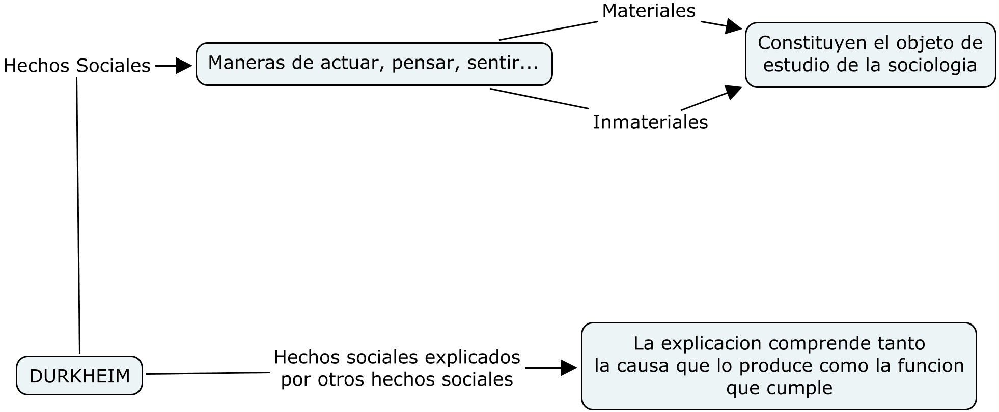 Materiales
Hechos Sociales
Maneras de actuar, pensar, sentir...
Constituyen el objeto de
estudio de la sociologia
Inmateriales
DURKHEIM
Hechos sociales explicados
por otros hechos sociales
La explicacion comprende tanto
la causa que lo produce como la funcion
que cumple